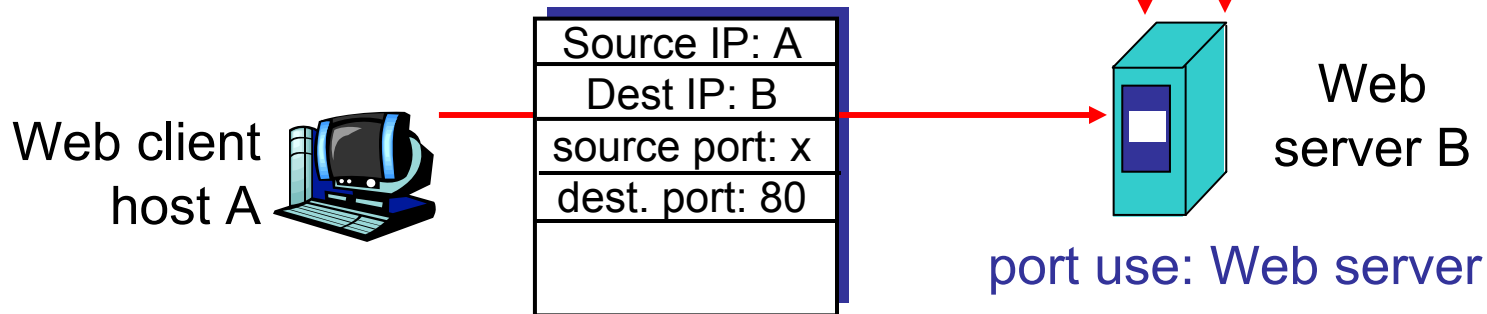 Web client
host A
Source IP: A
Dest IP: B
source port: x
dest. port: 80
Web
server B
port use: Web server